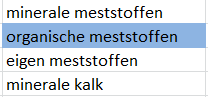 minerale meststoffen
organische meststoffen
eigen meststoffen
minerale kalk